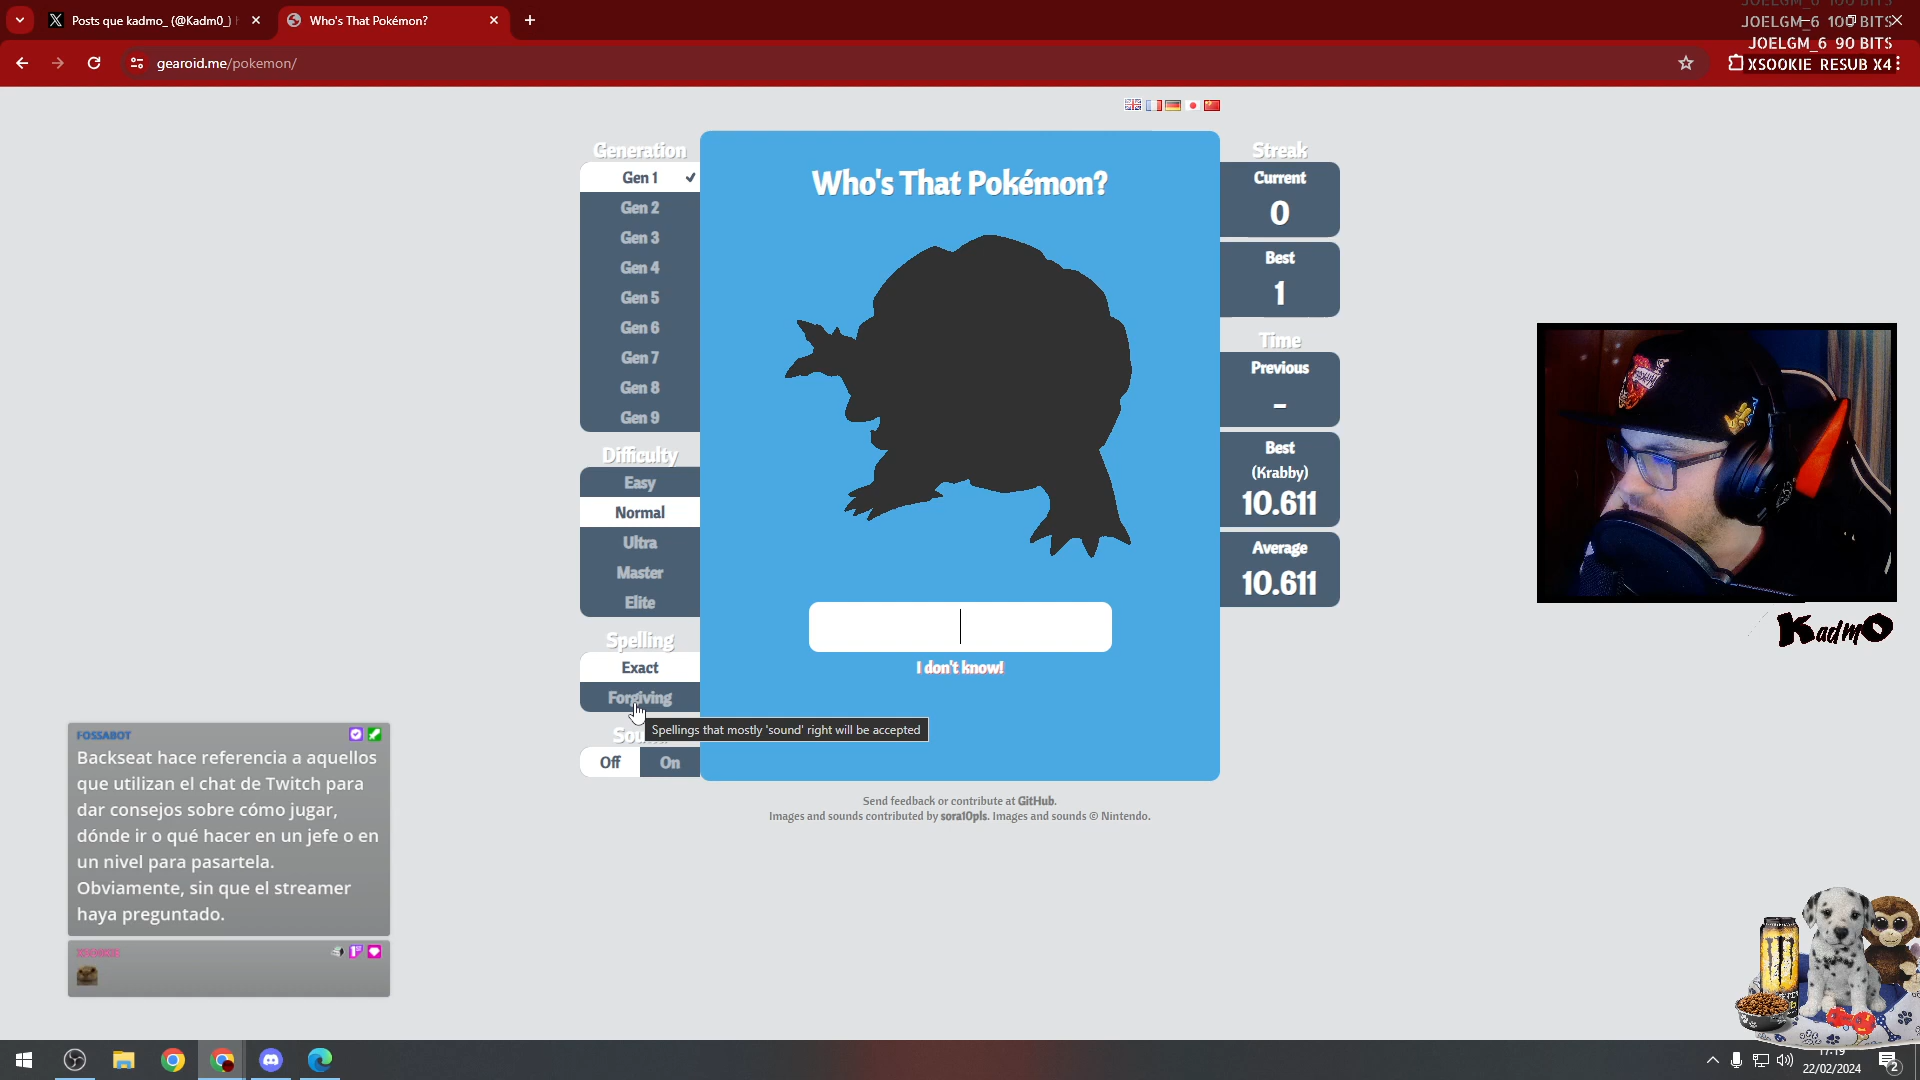 Posts que kadmo_ (@Kadm0_)
Who's That Pokémon?
JOELGM_6 100 BITS
JOELGM_6 90 BITS
XSOOKIE RESUB X4
gearoid.me/pokemon/
Generation
Gen 1
Gen 2
Gen 3
Gen 4
Gen 5
Gen 6
Gen 7
Gen 8
Gen 9
Difficulty
Easy
Normal
Ultra
Master
Elite
Spelling
Exact
Forgiving
Spellings that mostly 'sound' right will be accepted
Off
On
Who's That Pokémon?
I don't know!
Streak
Current
0
Best
1
Time
Previous
–
Best
(Krabby)
10.611
Average
10.611
Send feedback or contribute at GitHub.
Images and sounds contributed by sora10pls. Images and sounds © Nintendo.
KadmO
FOSSABOT
Backseat hace referencia a aquellos
que utilizan el chat de Twitch para
dar consejos sobre cómo jugar,
dónde ir o qué hacer en un jefe o en
un nivel para pasartela.
Obviamente, sin que el streamer
haya preguntado.
17:19
22/02/2024
2